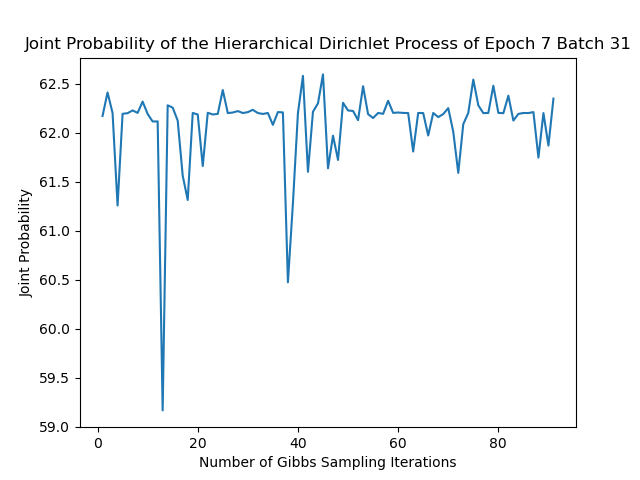 Joint Probability of the Hierarchical Dirichlet Process of Epoch 7 Batch 31
62.5
62.0
61.5
61.0
60.5
60.0
59.5
59.0
Joint Probability
0 20 40 60 80
Number of Gibbs Sampling Iterations